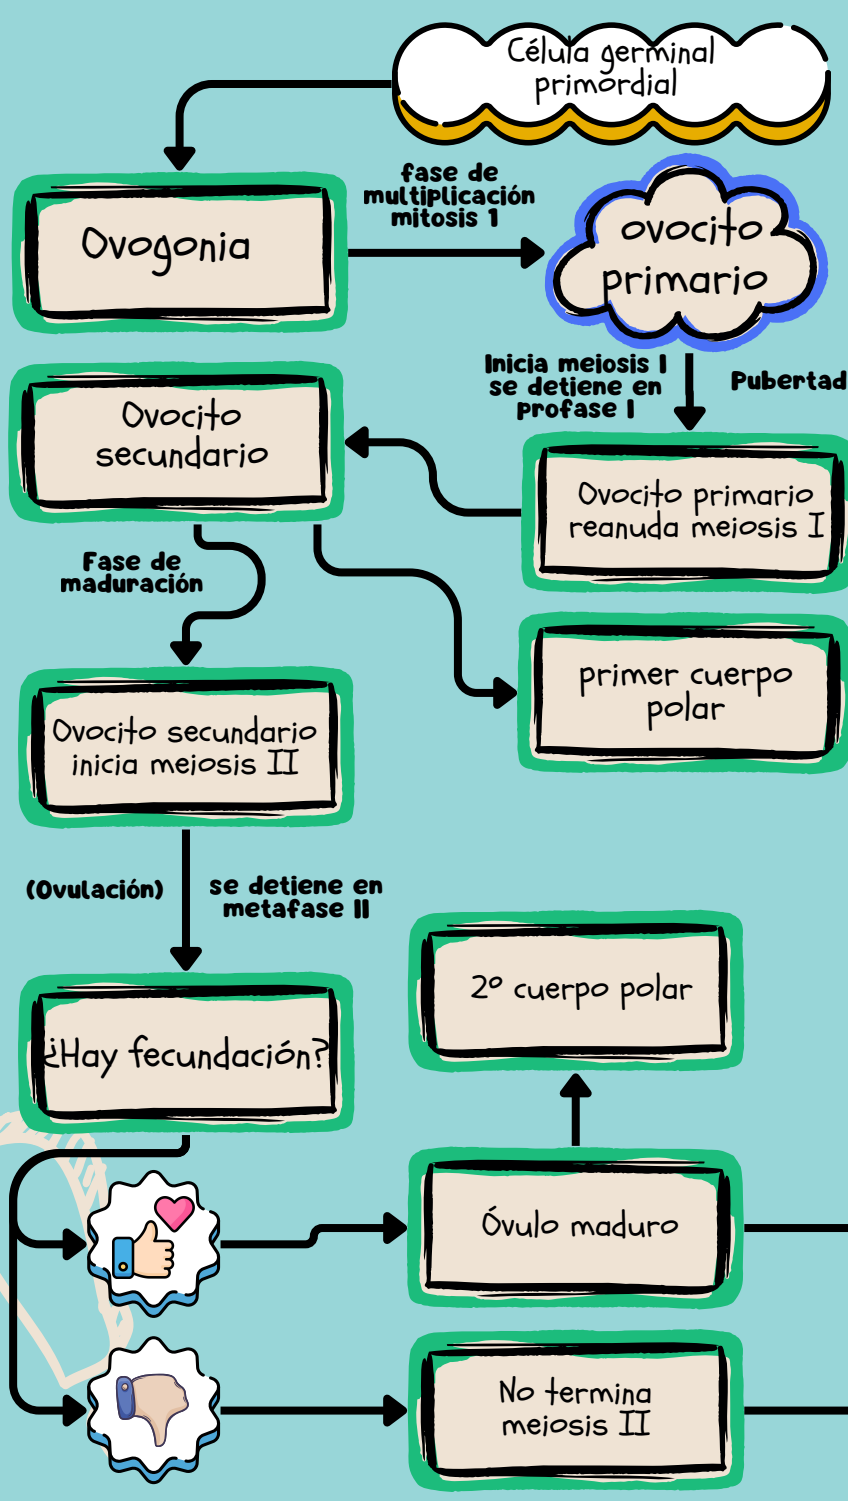 Célula germinal
primordial
Ovogonia
fase de
multiplicación
mitosis 1
ovocito
primario
Inicia meiosis I
se detiene en
profase I
Pubertad
Ovocito primario
reanuda meiosis I
Ovocito
secundario
Fase de
maduración
primer cuerpo
polar
Ovocito secundario
inicia meiosis II
(Ovulación)
se detiene en
metafase II
¿Hay fecundación?
2º cuerpo polar
Óvulo maduro
No termina
meiosis II